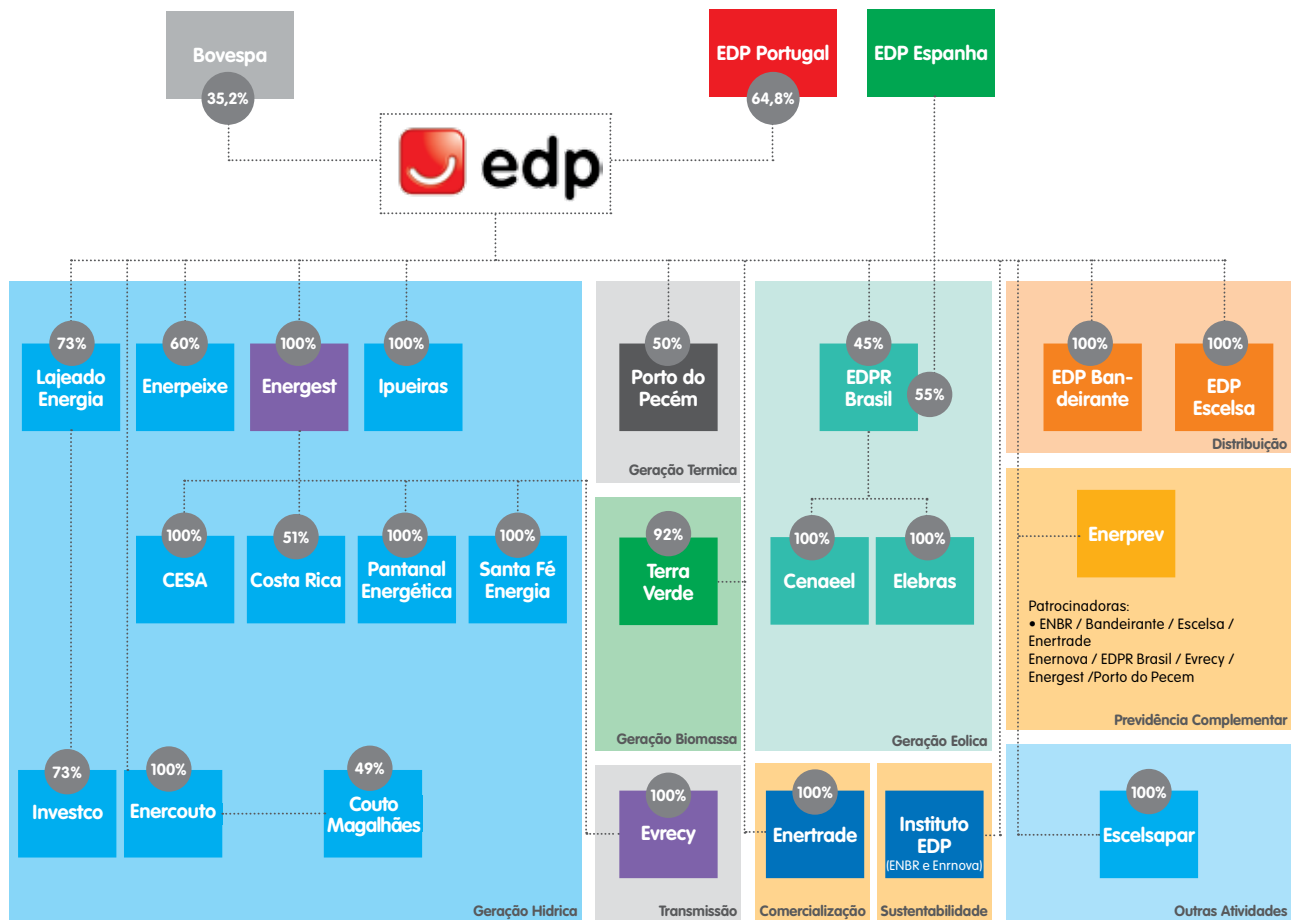 Bovespa
35,2%
EDP Portugal
64,8%
EDP Espanha
edp
73%
Lajeado
Energia
60%
Enerpeixe
100%
Energest
100%
Ipueiras
50%
Porto do
Pecém
Geração Termica
45%
EDPR
Brasil
55%
100%
EDP Ban-
deirante
100%
EDP
Escelsa
Distribuição
100%
CESA
51%
Costa Rica
100%
Pantanal
Energética
100%
Santa Fé
Energia
92%
Terra
Verde
Geração Biomassa
100%
Cenaeel
100%
Elebras
Geração Eolica
Enerprev
Patrocinadoras:
• ENBR / Bandeirante / Escelsa /
Enertrade
Enernova / EDPR Brasil / Evrecy /
Energest /Porto do Pecem
Previdência Complementar
73%
Investco
100%
Enercouto
49%
Couto
Magalhães
Geração Hidrica
100%
Evrecy
Transmissão
100%
Enertrade
Comercialização
Instituto
EDP
(ENBR e Enrnova)
Sustentabilidade
100%
Escelsapar
Outras Atividades